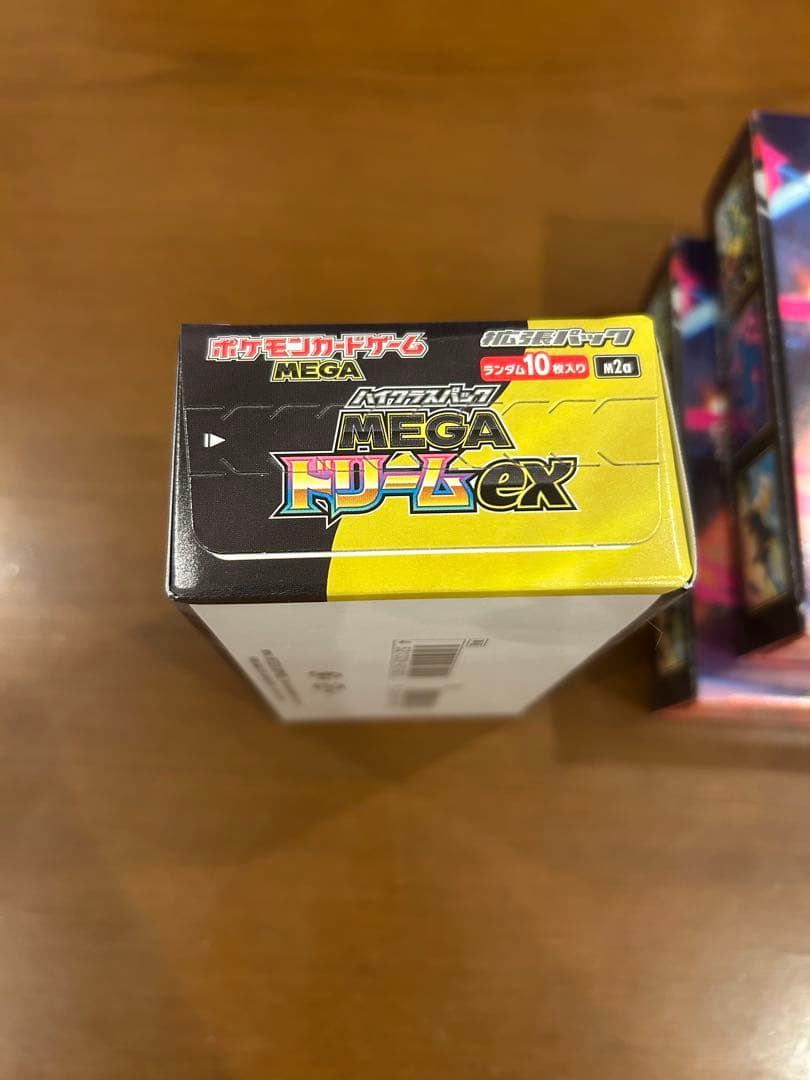 ポケモンカードゲーム
MEGA
拡張パック
ランダム10枚入り
M2a
ハイクラスパック
MEGA
ドリームex